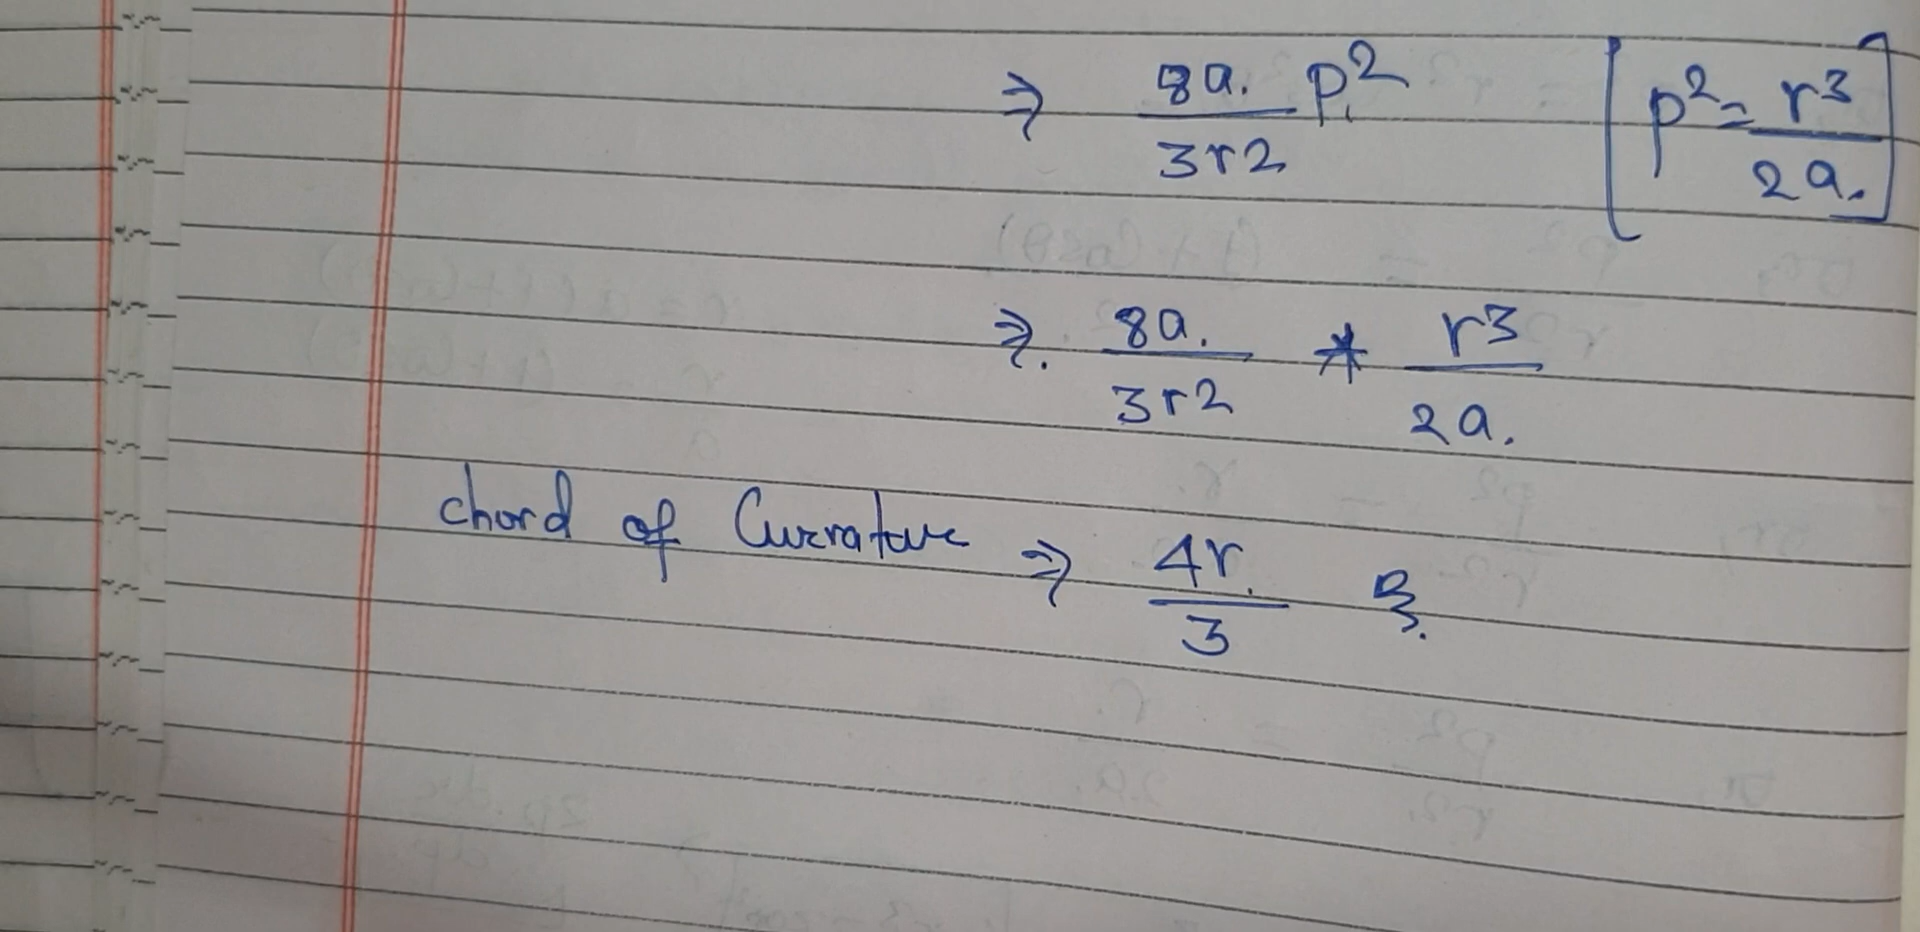 ⇒ 8a. / 3r2 p² [p² = r³ / 2a.]
⇒. 8a. / 3r2 * r3 / 2a.
chord of Curvature ⇒ 4r. / 3